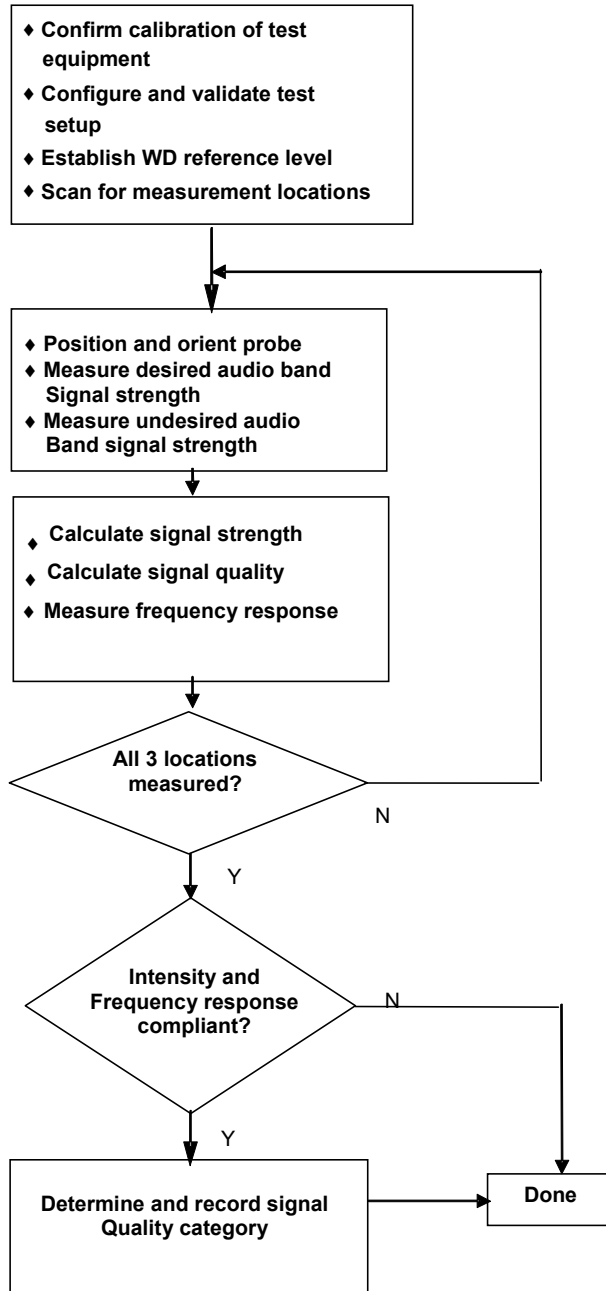 ♦ Confirm calibration of test
equipment
♦ Configure and validate test
setup
♦ Establish WD reference level
♦ Scan for measurement locations
♦ Position and orient probe
♦ Measure desired audio band
Signal strength
♦ Measure undesired audio
Band signal strength
♦ Calculate signal strength
♦ Calculate signal quality
♦ Measure frequency response
All 3 locations
measured?
N
Y
Intensity and
Frequency response
compliant?
N
Y
Determine and record signal
Quality category
Done